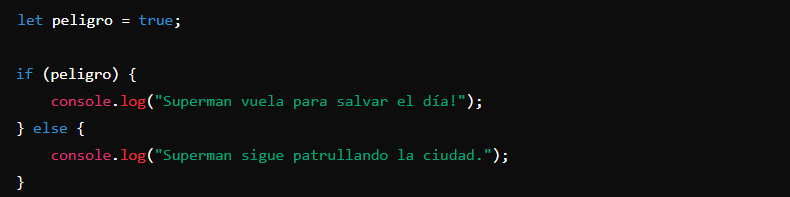 let peligro = true;

if (peligro) {
    console.log("Superman vuela para salvar el día!");
} else {
    console.log("Superman sigue patrullando la ciudad.");
}